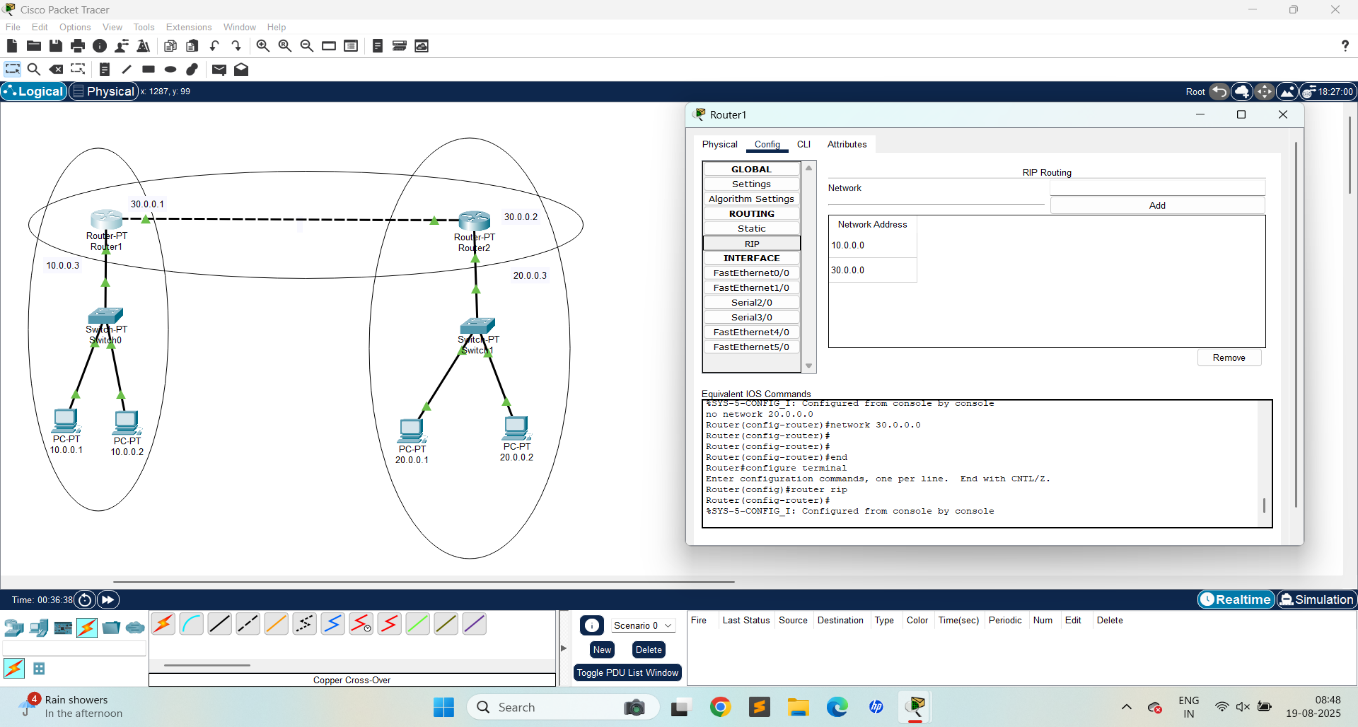 Cisco Packet Tracer
File Edit Options View Tools Extensions Window Help
?
Logical Physical x: 1287, y: 99
Root 18:27:00
30.0.0.1
Router-PT
Router1
10.0.0.3
30.0.0.2
Router-PT
Router2
20.0.0.3
Switch-PT
Switch0
Switch-PT
Switch1
PC-PT
10.0.0.1
PC-PT
10.0.0.2
PC-PT
20.0.0.1
PC-PT
20.0.0.2
Router1
Physical Config CLI Attributes
GLOBAL
Settings
Algorithm Settings
ROUTING
Static
RIP
INTERFACE
FastEthernet0/0
FastEthernet1/0
Serial2/0
Serial3/0
FastEthernet4/0
FastEthernet5/0
RIP Routing
Network
Add
Network Address
10.0.0.0
30.0.0.0
Remove
Equivalent IOS Commands
%SYS-5-CONFIG_I: Configured from console by console
no network 20.0.0.0
Router(config-router)#network 30.0.0.0
Router(config-router)#
Router(config-router)#
Router(config-router)#end
Router#configure terminal
Enter configuration commands, one per line.  End with CNTL/Z.
Router(config)#router rip
Router(config-router)#
%SYS-5-CONFIG_I: Configured from console by console
Time: 00:36:38
Realtime Simulation
Copper Cross-Over
Scenario 0
New Delete
Toggle PDU List Window
Fire Last Status Source Destination Type Color Time(sec) Periodic Num Edit Delete
4
Rain showers
In the afternoon
Search
hp
ENG
IN
08:48
19-08-2025